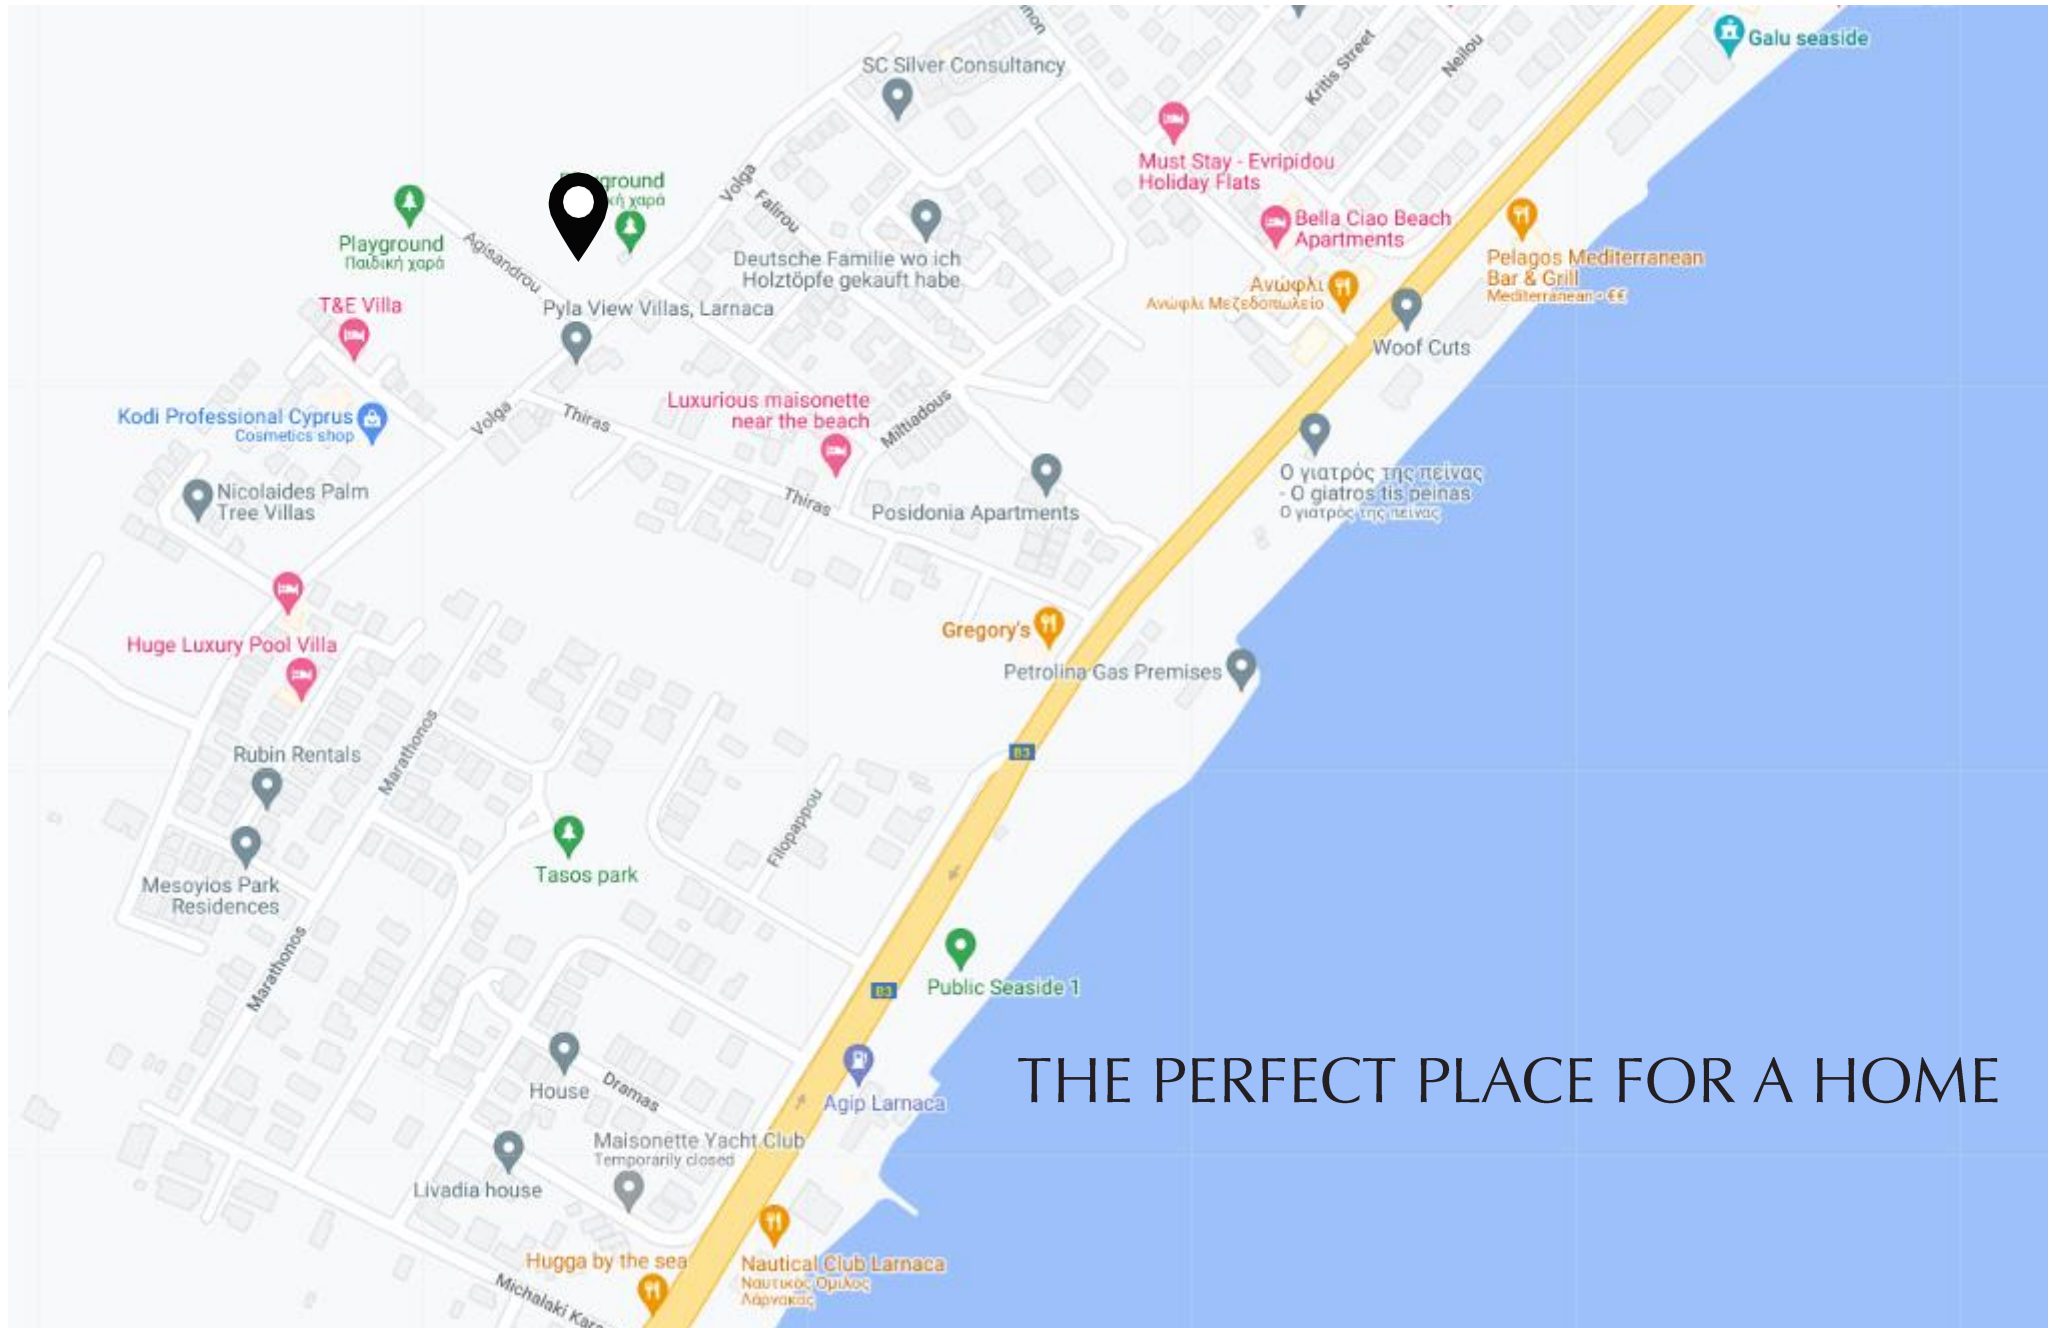 Galu seaside
SC Silver Consultancy
Kritis Street
Neilou
Must Stay - Evripidou
Holiday Flats
Volga
Falirou
Playground
Παιδική χαρά
Agisandrou
Deutsche Familie wo ich
Holztöpfe gekauft habe
Bella Ciao Beach
Apartments
Pelagos Mediterranean
Bar & Grill
Mediterranean - €€
Ανώφλι
Ανώφλι Μεζεδοπωλείο
T&E Villa
Pyla View Villas, Larnaca
Woof Cuts
Kodi Professional Cyprus
Cosmetics shop
Volga
Thiras
Luxurious maisonette
near the beach
Miltiadous
Ο γιατρός της πείνας
- O giatros tis peinas
Ο γιατρός της πείνας
Nicolaides Palm
Tree Villas
Thiras
Posidonia Apartments
Huge Luxury Pool Villa
Gregory's
Petrolina Gas Premises
Marathonos
Rubin Rentals
B3
Filopappou
Tasos park
Mesoyios Park
Residences
Marathonos
B3
Public Seaside 1
THE PERFECT PLACE FOR A HOME
House
Dramas
Agip Larnaca
Maisonette Yacht Club
Temporarily closed
Livadia house
Hugga by the sea
Nautical Club Larnaca
Ναυτικός Όμιλος
Λάρνακας
Michalaki